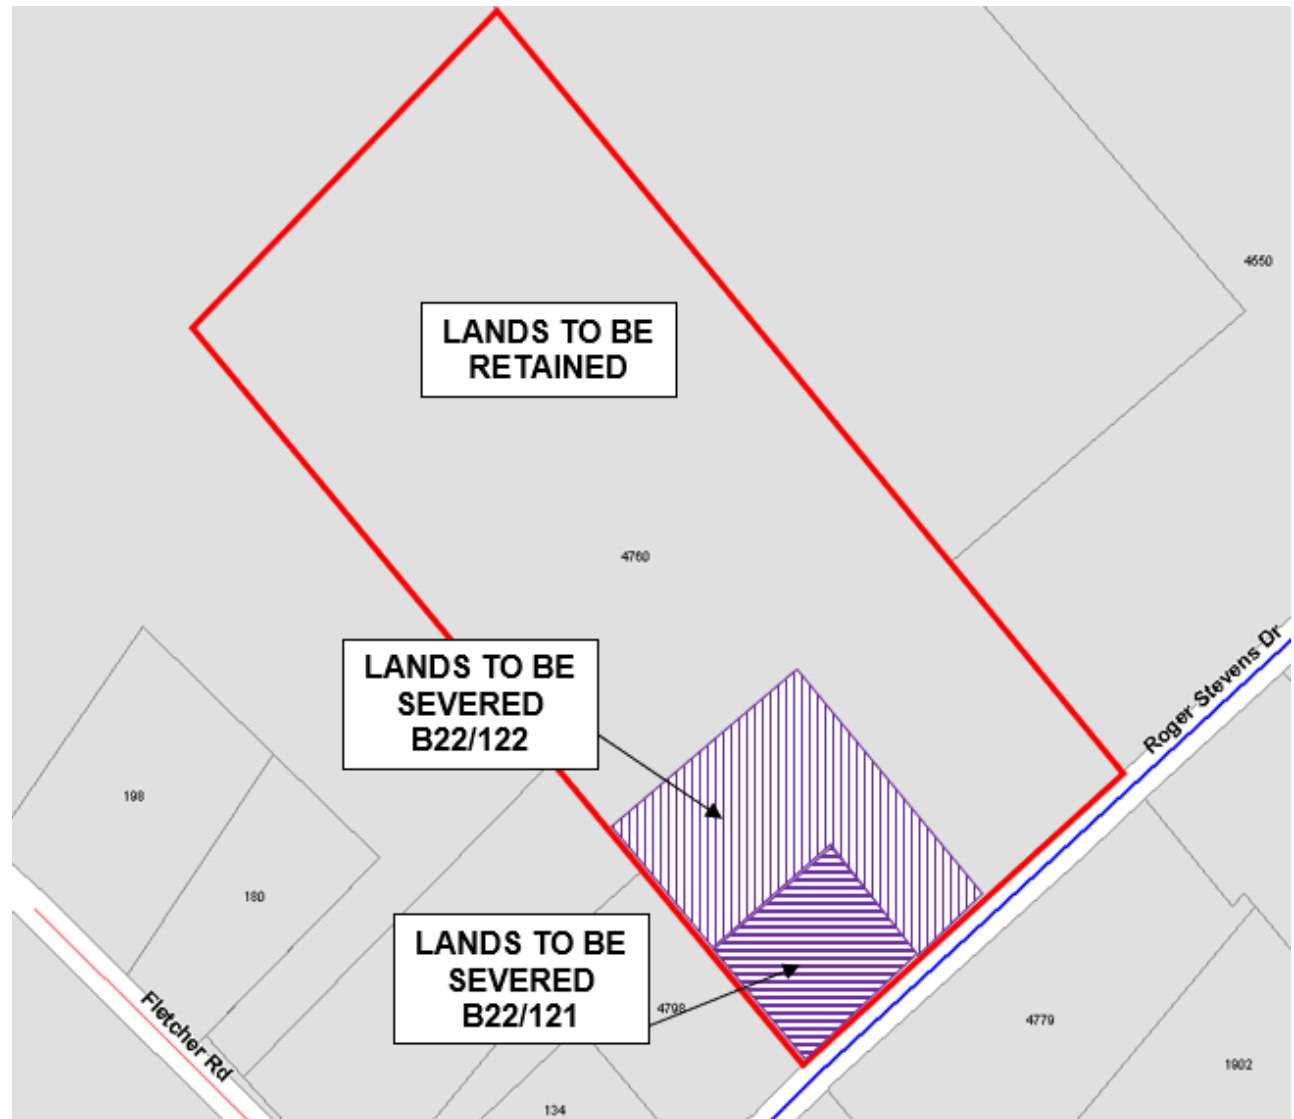 4650
LANDS TO BE
RETAINED
4760
Roger Stevens Dr
LANDS TO BE
SEVERED
B22/122
198
180
LANDS TO BE
SEVERED
B22/121
4798
Fletcher Rd
4779
1902
134